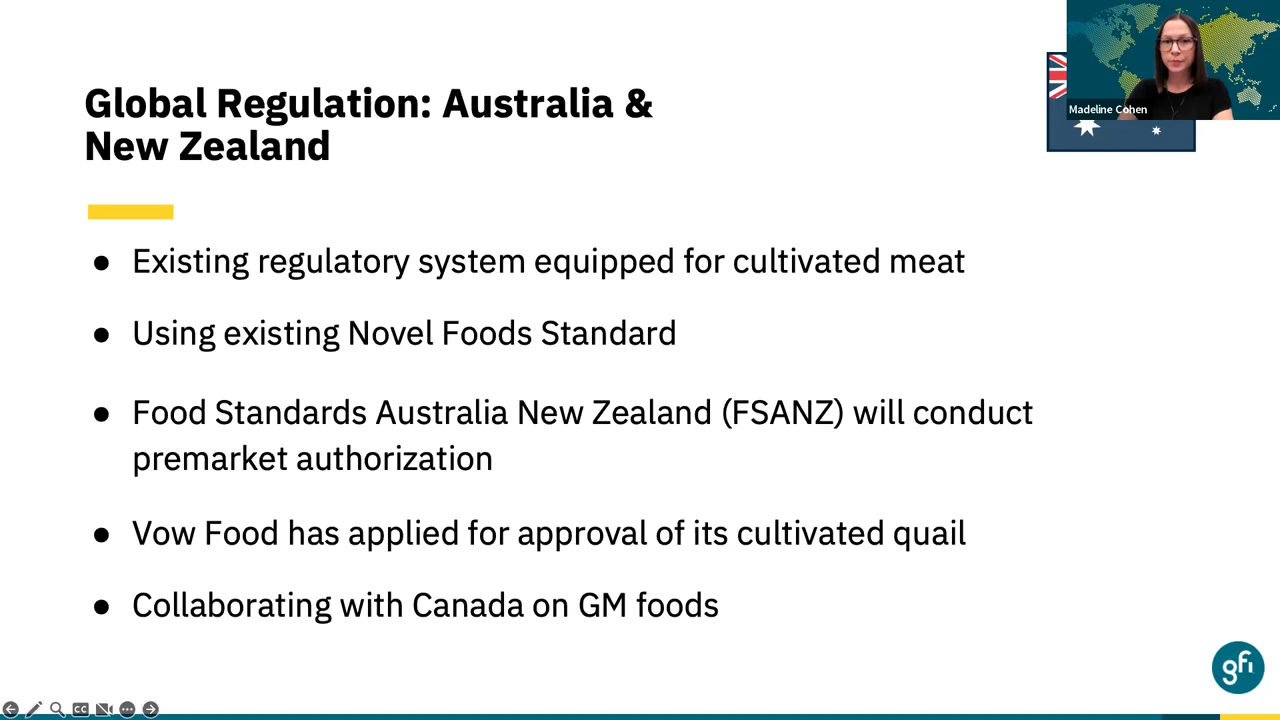 Madeline Cohen
Global Regulation: Australia &
New Zealand
● Existing regulatory system equipped for cultivated meat
● Using existing Novel Foods Standard
● Food Standards Australia New Zealand (FSANZ) will conduct
premarket authorization
● Vow Food has applied for approval of its cultivated quail
● Collaborating with Canada on GM foods
gfi
CC